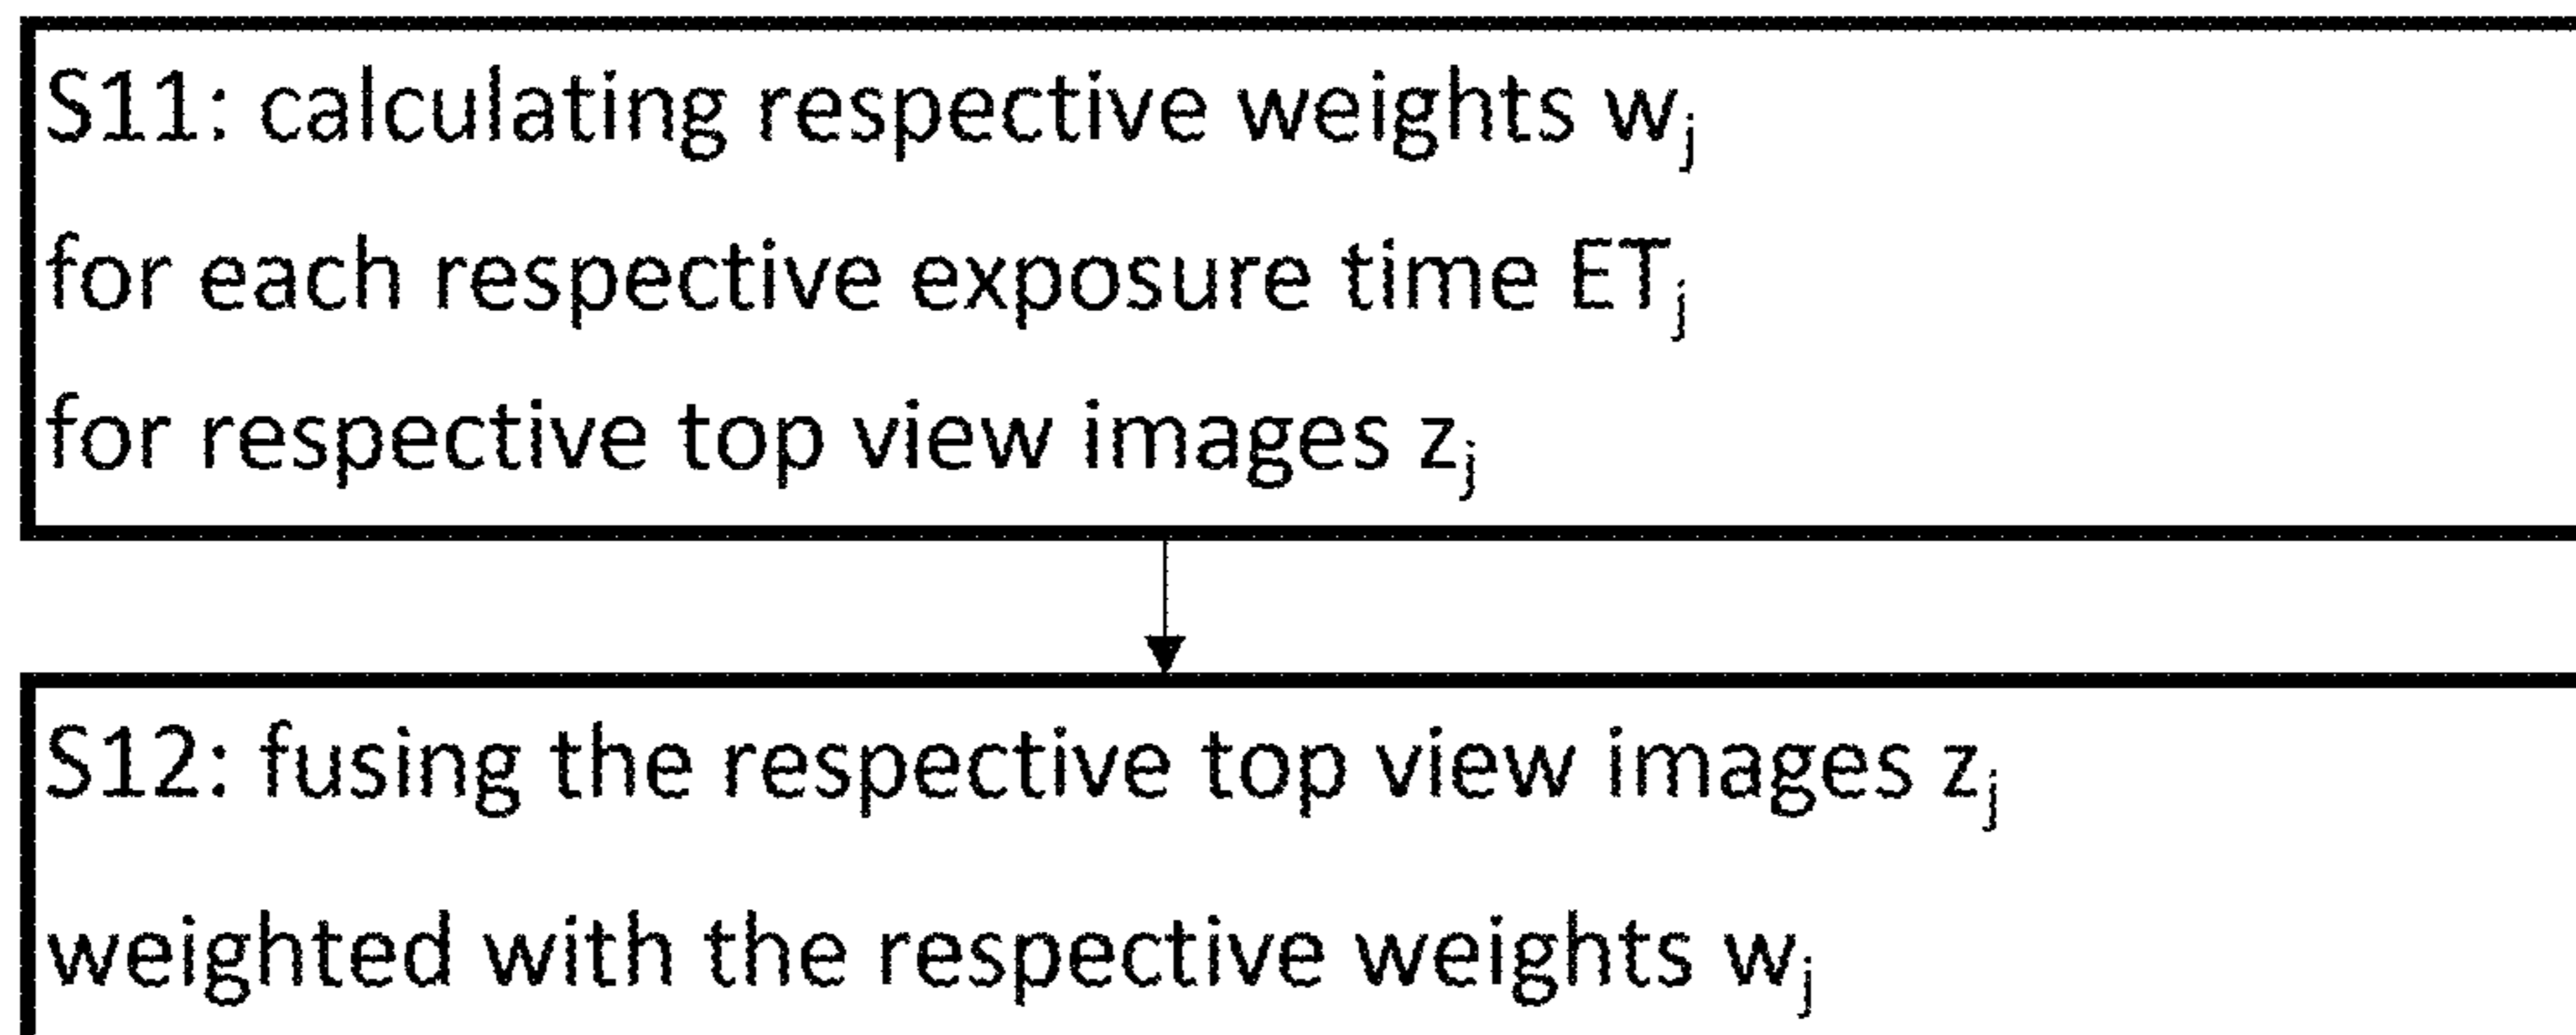 S11: calculating respective weights wj
for each respective exposure time ETj
for respective top view images zj
S12: fusing the respective top view images zj
weighted with the respective weights wj